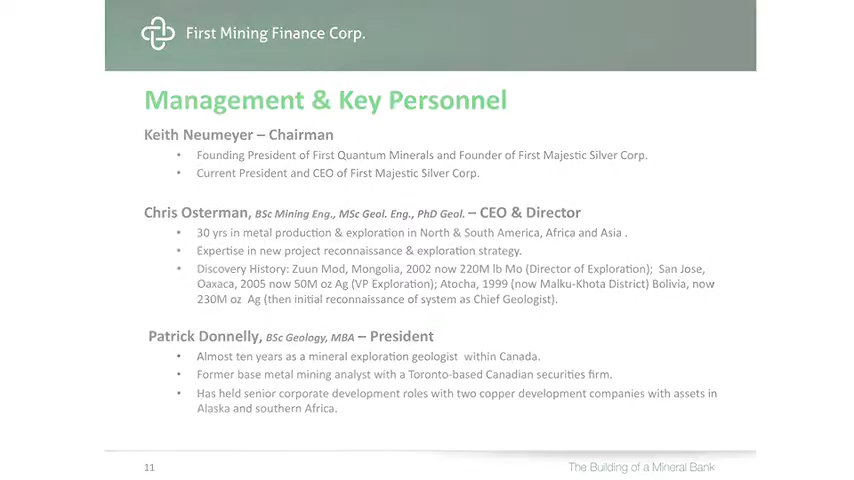 First Mining Finance Corp.
Management & Key Personnel
Keith Neumeyer – Chairman
• Founding President of First Quantum Minerals and Founder of First Majestic Silver Corp.
• Current President and CEO of First Majestic Silver Corp.
Chris Osterman, BSc Mining Eng., MSc Geol. Eng., PhD Geol. – CEO & Director
• 30 yrs in metal production & exploration in North & South America, Africa and Asia .
• Expertise in new project reconnaissance & exploration strategy.
• Discovery History: Zuun Mod, Mongolia, 2002 now 220M lb Mo (Director of Exploration); San Jose,
Oaxaca, 2005 now 50M oz Ag (VP Exploration); Atocha, 1999 (now Malku-Khota District) Bolivia, now
230M oz Ag (then initial reconnaissance of system as Chief Geologist).
Patrick Donnelly, BSc Geology, MBA – President
• Almost ten years as a mineral exploration geologist within Canada.
• Former base metal mining analyst with a Toronto-based Canadian securities firm.
• Has held senior corporate development roles with two copper development companies with assets in
Alaska and southern Africa.
11 The Building of a Mineral Bank